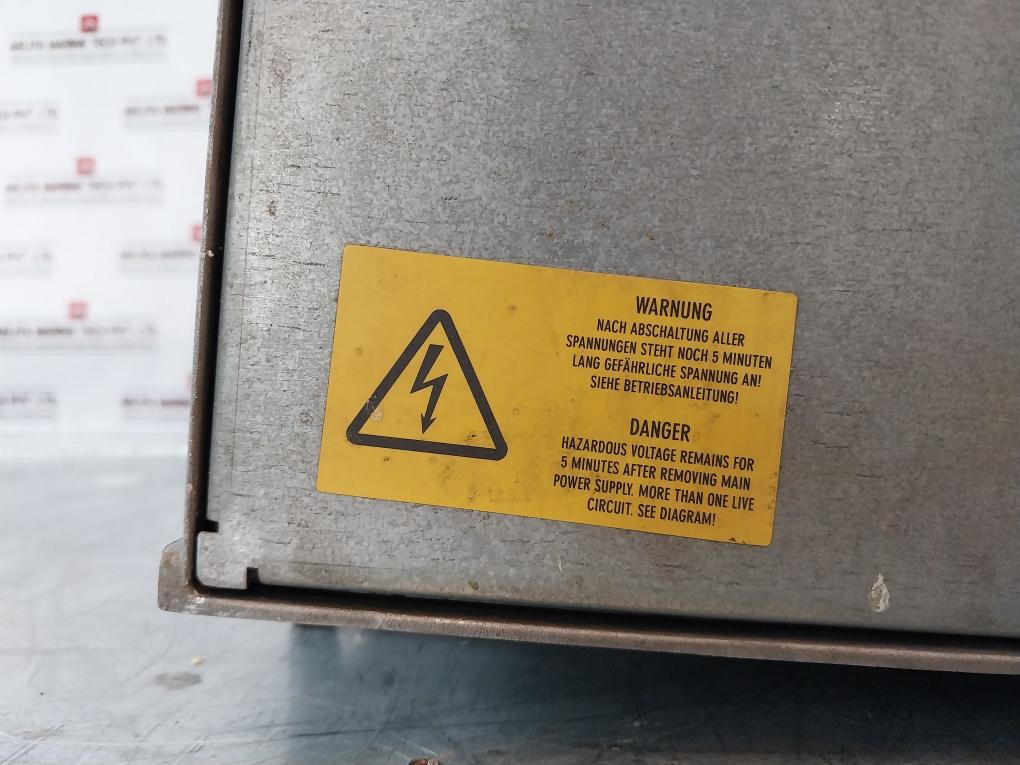 WARNUNG
NACH ABSCHALTUNG ALLER
SPANNUNGEN STEHT NOCH 5 MINUTEN
LANG GEFÄHRLICHE SPANNUNG AN!
SIEHE BETRIEBSANLEITUNG!
DANGER
HAZARDOUS VOLTAGE REMAINS FOR
5 MINUTES AFTER REMOVING MAIN
POWER SUPPLY. MORE THAN ONE LIVE
CIRCUIT. SEE DIAGRAM!